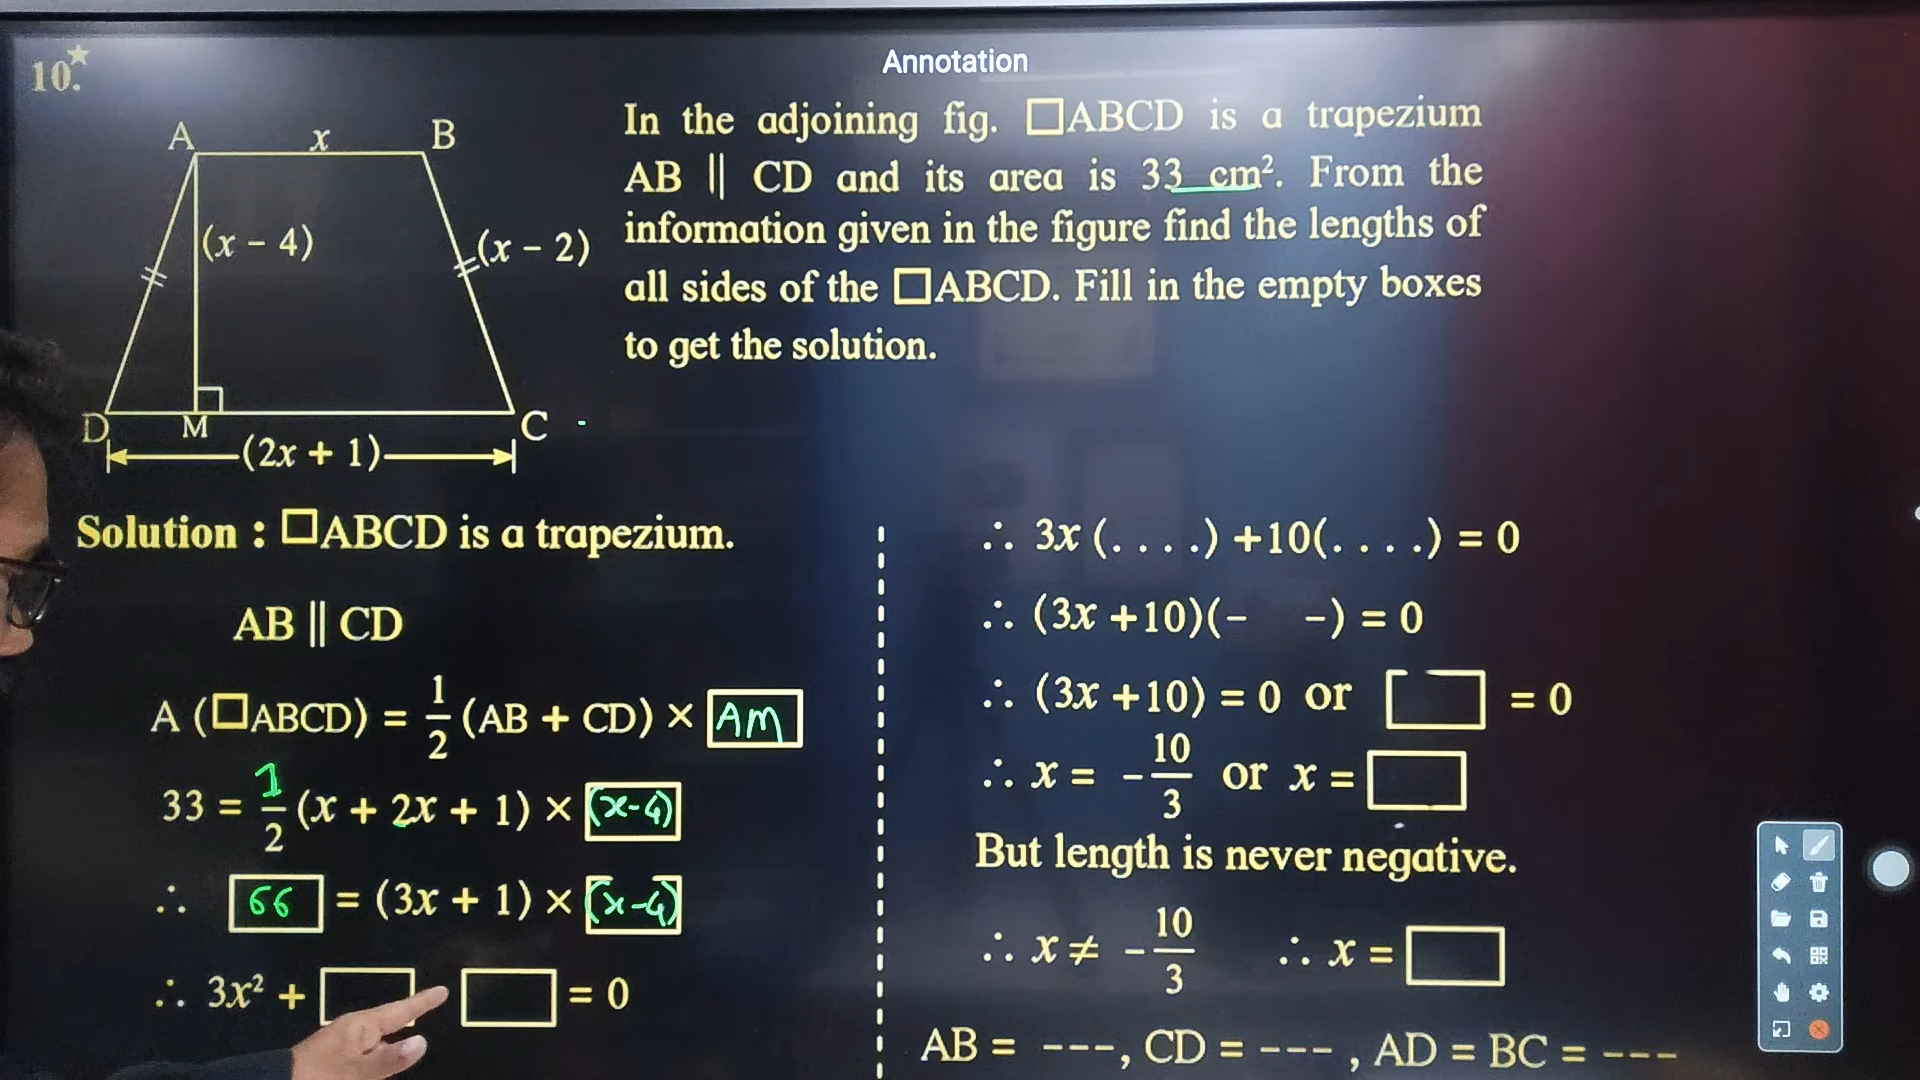 Annotation
10.
A x B
(x – 4)
(x – 2)
D M C
(2x + 1)
In the adjoining fig. □ABCD is a trapezium
AB || CD and its area is 33 cm². From the
information given in the figure find the lengths of
all sides of the □ABCD. Fill in the empty boxes
to get the solution.
Solution : □ABCD is a trapezium.
AB || CD
A (□ABCD) = 1/2 (AB + CD) × AM
33 = 1/2 (x + 2x + 1) × (x-4)
∴ 66 = (3x + 1) × (x-4)
∴ 3x² + □ □ = 0
∴ 3x (. . . .) +10(. . . .) = 0
∴ (3x +10)(- -) = 0
∴ (3x +10) = 0 or □ = 0
∴ x = -10/3 or x = □
But length is never negative.
∴ x ≠ -10/3 ∴ x = □
AB = ---, CD = --- , AD = BC = ----